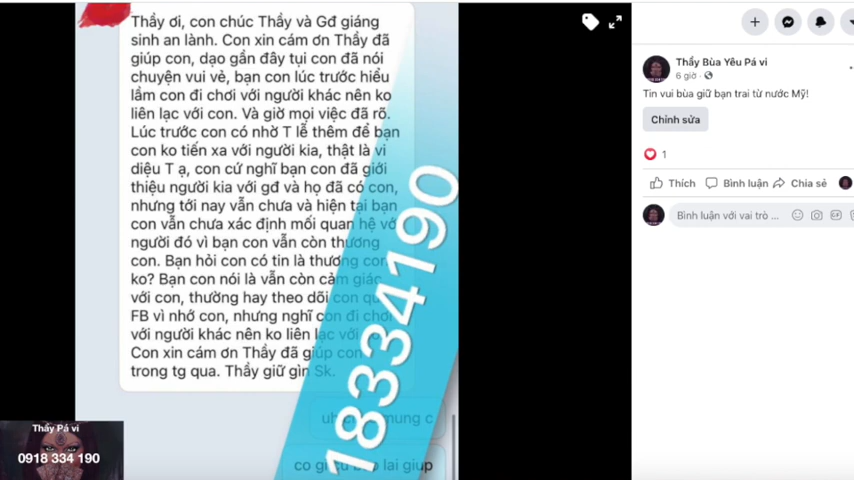 Thầy ơi, con chúc Thầy và Gđ giáng
sinh an lành. Con xin cám ơn Thầy đã
giúp con, dạo gần đây tụi con đã nói
chuyện vui vẻ, bạn con lúc trước hiểu
lầm con đi chơi với người khác nên ko
liên lạc với con. Và giờ mọi việc đã rõ.
Lúc trước con có nhờ T lễ thêm để bạn
con ko tiến xa với người kia, thật là vi
diệu T ạ, con cứ nghĩ bạn con đã giới
thiệu người kia với gđ và họ đã có con,
nhưng tới nay vẫn chưa và hiện tại bạn
con vẫn chưa xác định mối quan hệ
người đó vì bạn con vẫn còn thương
con. Bạn hỏi con có tin là thương con
ko? Bạn con nói là vẫn còn cảm giác
với con, thường hay theo dõi con
FB vì nhớ con, nhưng nghĩ con đi chơi
với người khác nên ko liên lạc với
Con xin cám ơn Thầy đã giúp con
trong tg qua. Thầy giữ gìn Sk.
mung c
co gi lai giup
18334190
Thầy Pá vi
0918 334 190
Thầy Bùa Yêu Pá vi
6 giờ
Tin vui bùa giữ bạn trai từ nước Mỹ!
Chỉnh sửa
1
Thích Bình luận Chia sẻ
Bình luận với vai trò ...
GIF